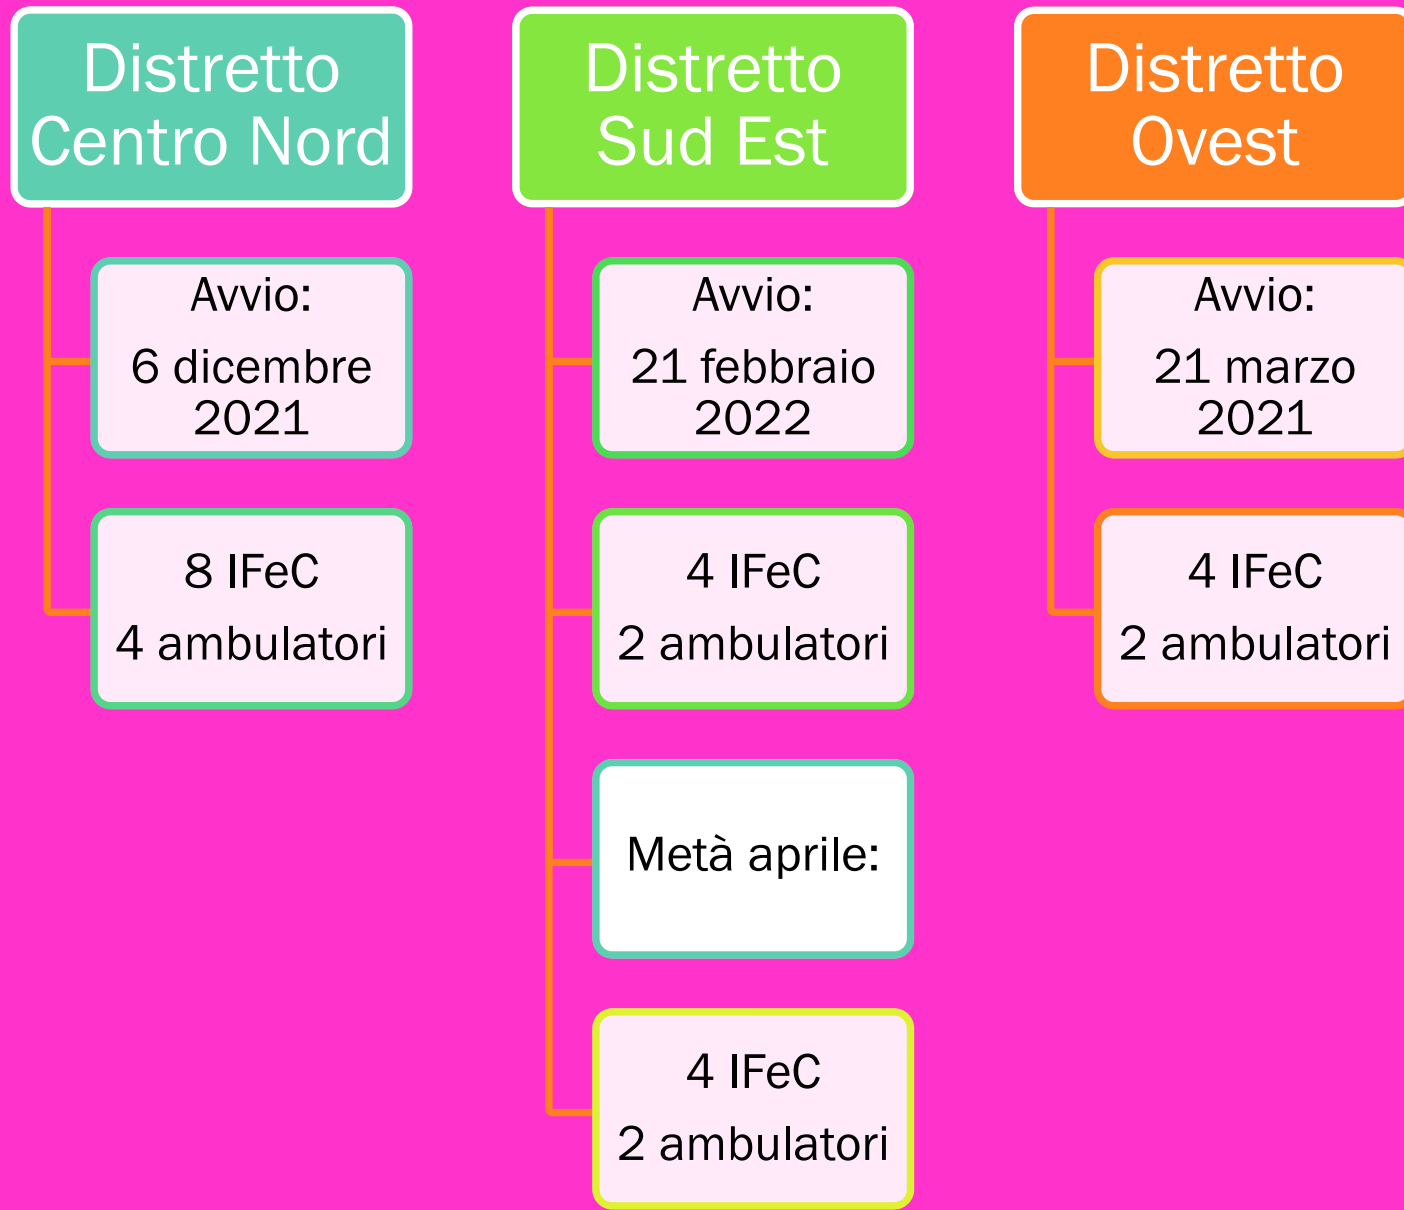 Distretto
Centro Nord
Avvio:
6 dicembre
2021
8 IFeC
4 ambulatori
Distretto
Sud Est
Avvio:
21 febbraio
2022
4 IFeC
2 ambulatori
Metà aprile:
4 IFeC
2 ambulatori
Distretto
Ovest
Avvio:
21 marzo
2021
4 IFeC
2 ambulatori